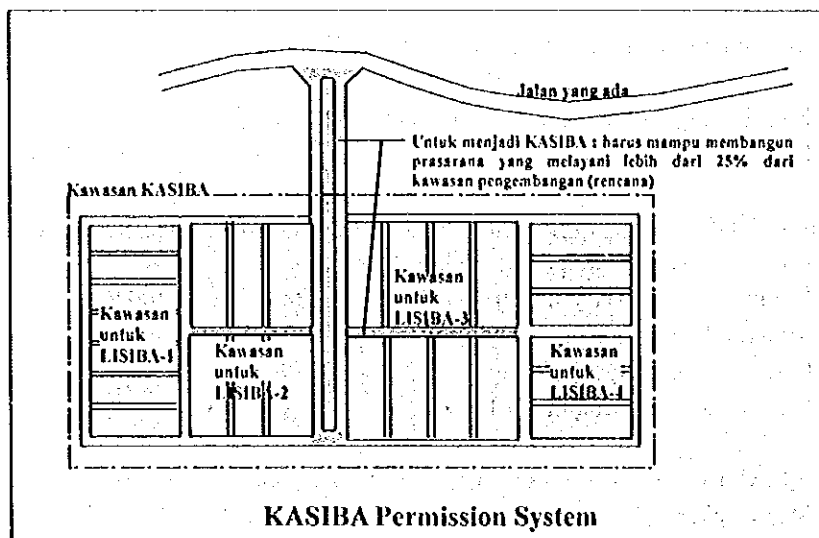 Jalan yang ada
Untuk menjadi KASIBA : harus mampu membangun
prasarana yang melayani lebih dari 25% dari
kawasan pengembangan (rencana)
Kawasan KASIBA
Kawasan
untuk
LISIBA-1
Kawasan
untuk
LISIBA-2
Kawasan
untuk
LISIBA-3
Kawasan
untuk
LISIBA-4
KASIBA Permission System